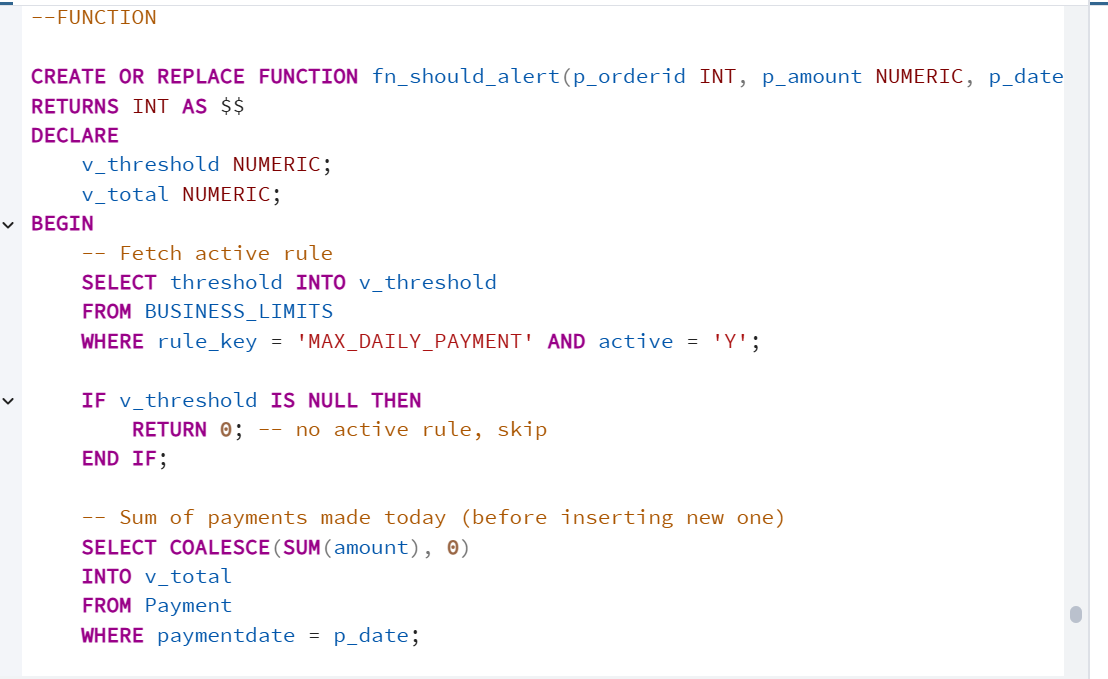 --FUNCTION
CREATE OR REPLACE FUNCTION fn_should_alert(p_orderid INT, p_amount NUMERIC, p_date
RETURNS INT AS $$
DECLARE
    v_threshold NUMERIC;
    v_total NUMERIC;
BEGIN
    -- Fetch active rule
    SELECT threshold INTO v_threshold
    FROM BUSINESS_LIMITS
    WHERE rule_key = 'MAX_DAILY_PAYMENT' AND active = 'Y';
    IF v_threshold IS NULL THEN
        RETURN 0; -- no active rule, skip
    END IF;
    -- Sum of payments made today (before inserting new one)
    SELECT COALESCE(SUM(amount), 0)
    INTO v_total
    FROM Payment
    WHERE paymentdate = p_date;